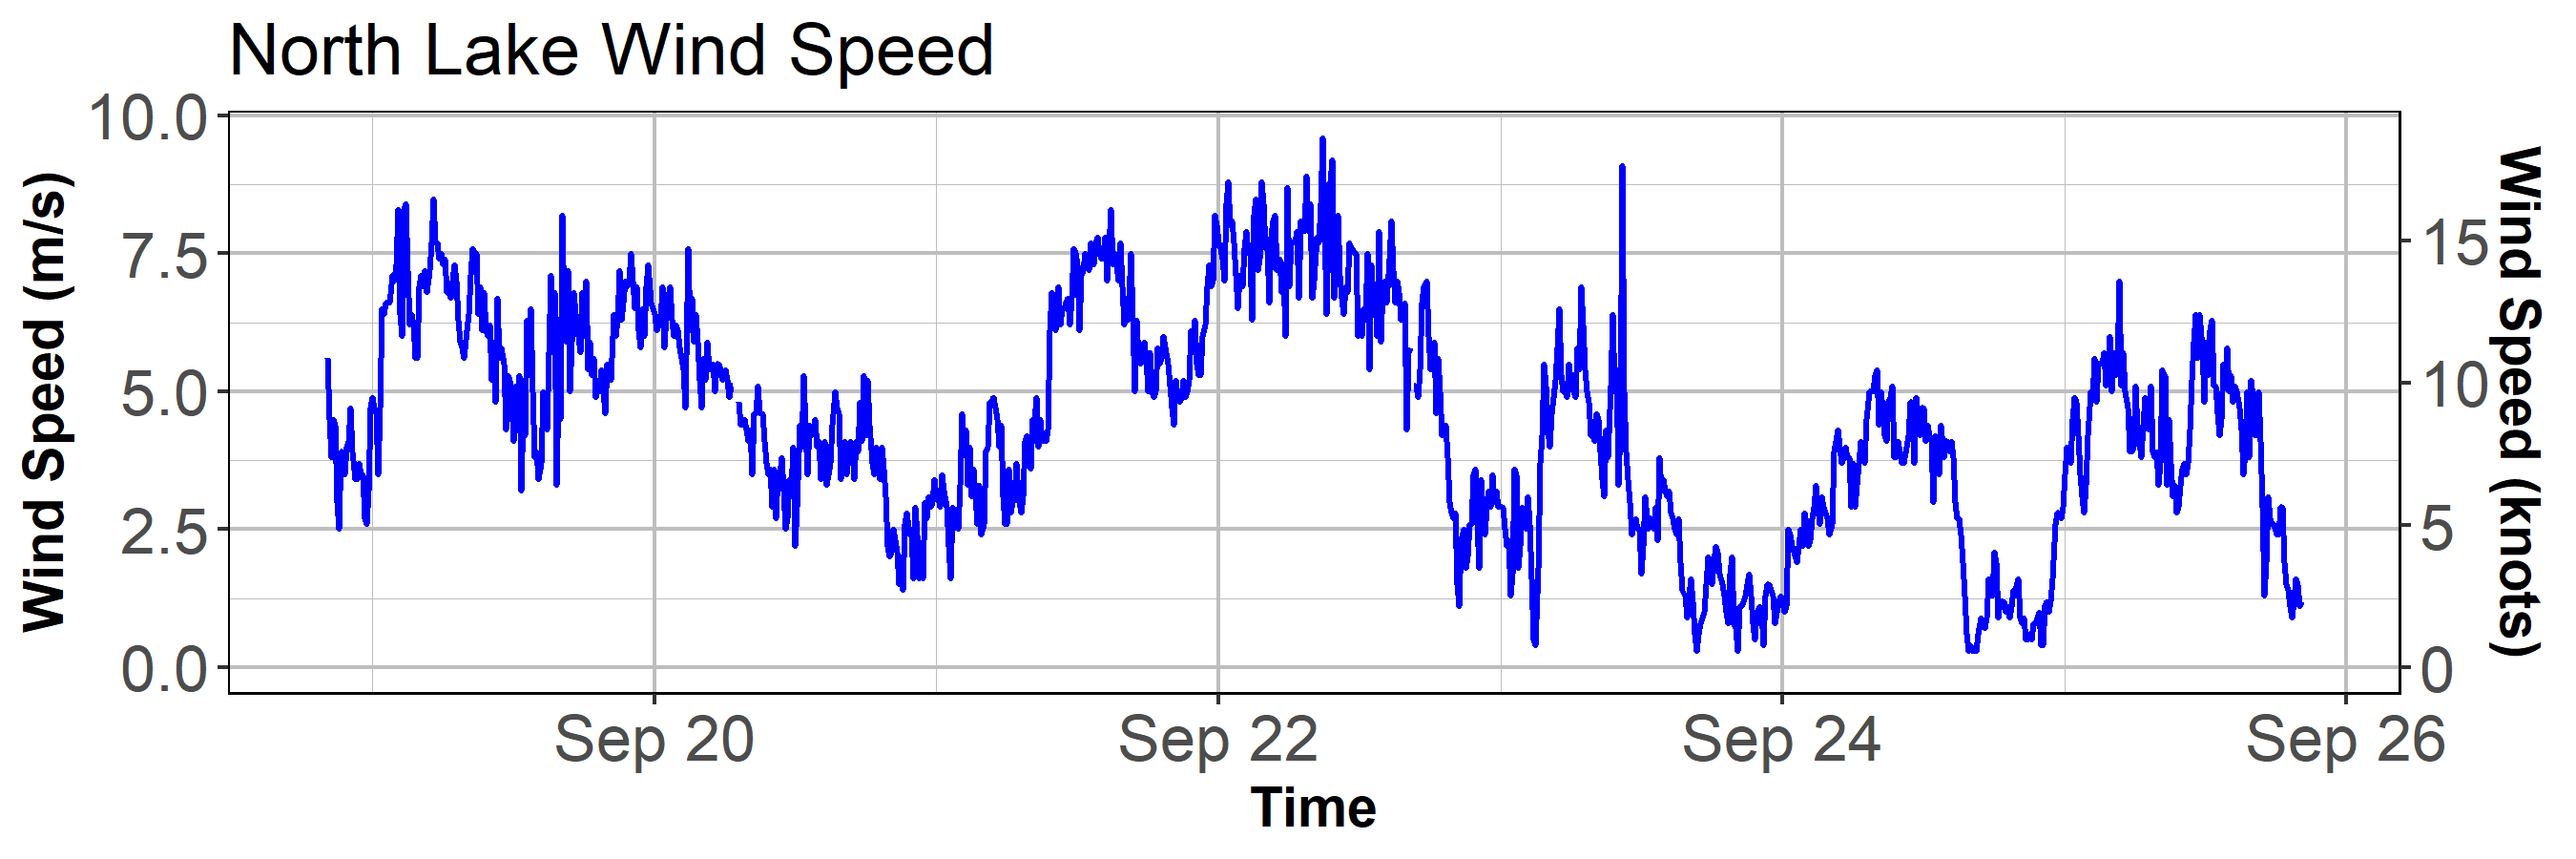 North Lake Wind Speed
10.0
7.5
5.0
2.5
0.0
Wind Speed (m/s)
15
10
5
0
Wind Speed (knots)
Sep 20 Sep 22 Sep 24 Sep 26
Time